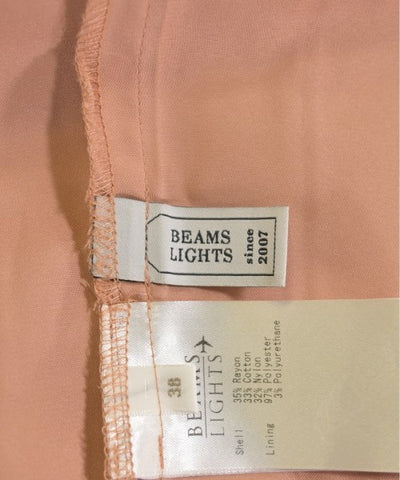 BEAMS
LIGHTS
since
2007
38
BEAMS
LIGHTS
Shell
35% Rayon
33% Cotton
32% Nylon
Lining
97% Polyester
3% Polyurethane